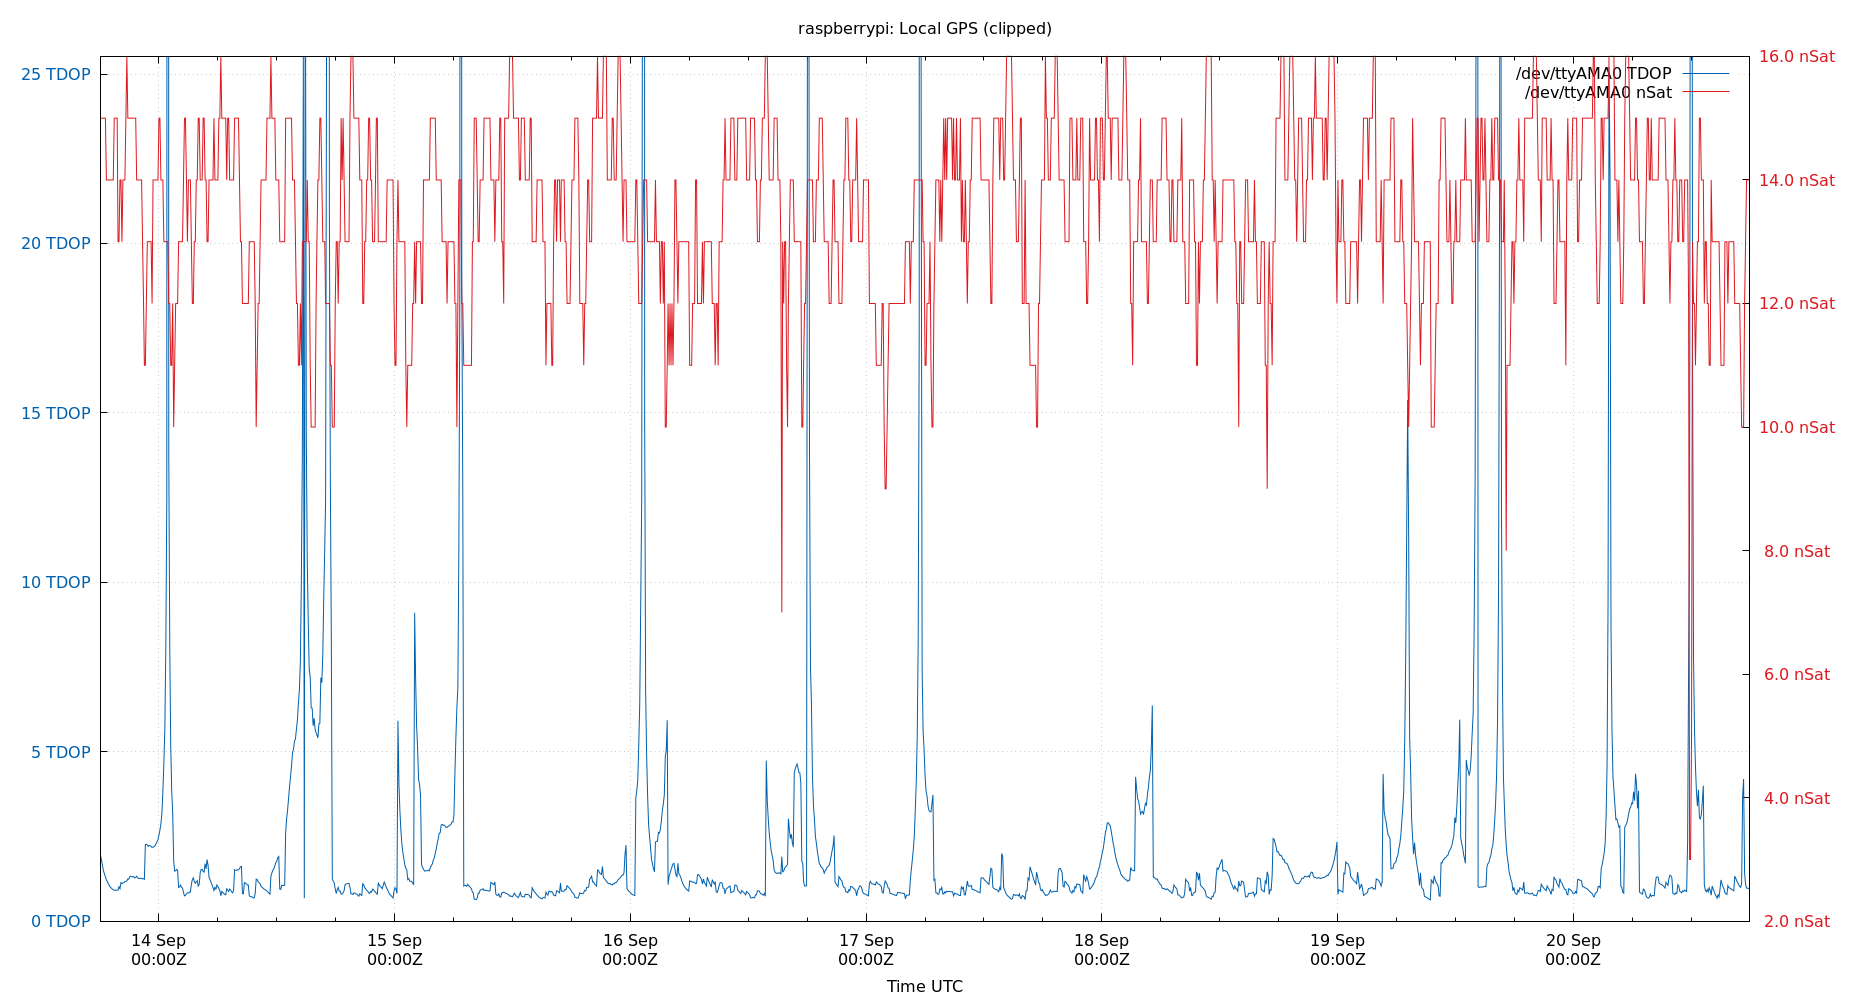 raspberrypi: Local GPS (clipped)
/dev/ttyAMA0 TDOP
/dev/ttyAMA0 nSat
25 TDOP
20 TDOP
15 TDOP
10 TDOP
5 TDOP
0 TDOP
16.0 nSat
14.0 nSat
12.0 nSat
10.0 nSat
8.0 nSat
6.0 nSat
4.0 nSat
2.0 nSat
14 Sep
00:00Z
15 Sep
00:00Z
16 Sep
00:00Z
17 Sep
00:00Z
18 Sep
00:00Z
19 Sep
00:00Z
20 Sep
00:00Z
Time UTC